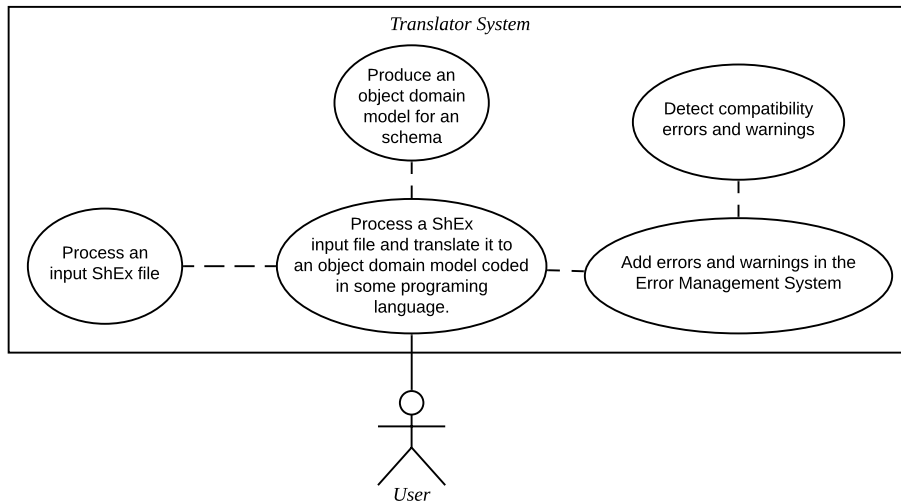 Translator System
Produce an
object domain
model for an
schema
Detect compatibility
errors and warnings
Process an
input ShEx file
Process a ShEx
input file and translate it to
an object domain model coded
in some programing
language.
Add errors and warnings in the
Error Management System
User